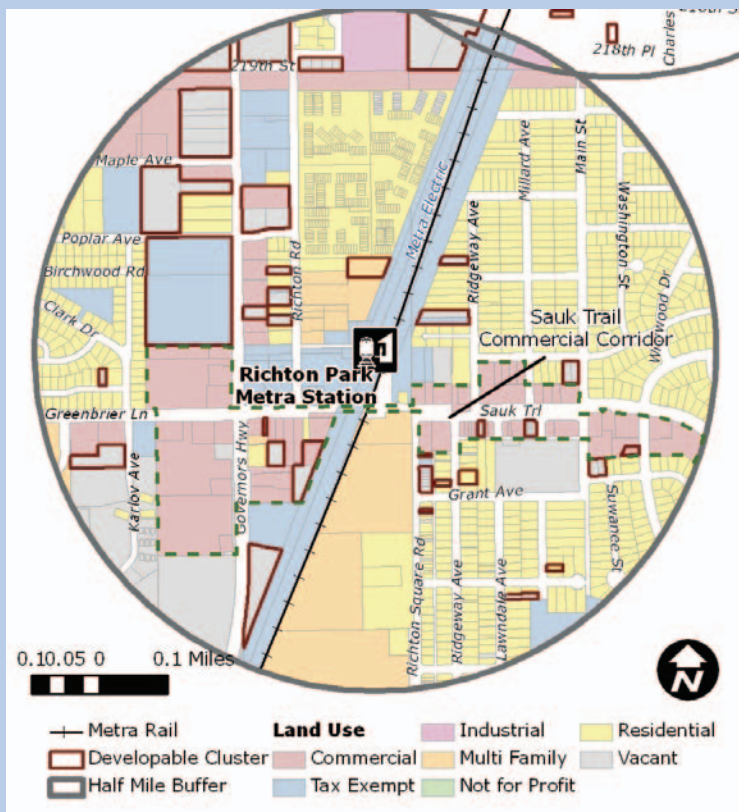 218th S
218th Pl
Charles
219th St
Maple Ave
Metra Electric
Millard Ave
Main St
Washington St
Poplar Ave
Birchwood Rd
Richton Rd
Ridgeway Ave
Windwood Dr
Clark Dr
Sauk Trail
Commercial Corridor
Richton Park
Metra Station
Greenbrier Ln
Sauk Trl
Governors Hwy
Karlov Ave
Grant Ave
Suwanee St
Richton Square Rd
Ridgeway Ave
Lawndale Ave
0.10.05 0 0.1 Miles
N
Metra Rail
Land Use
Industrial
Residential
Developable Cluster
Commercial
Multi Family
Vacant
Half Mile Buffer
Tax Exempt
Not for Profit